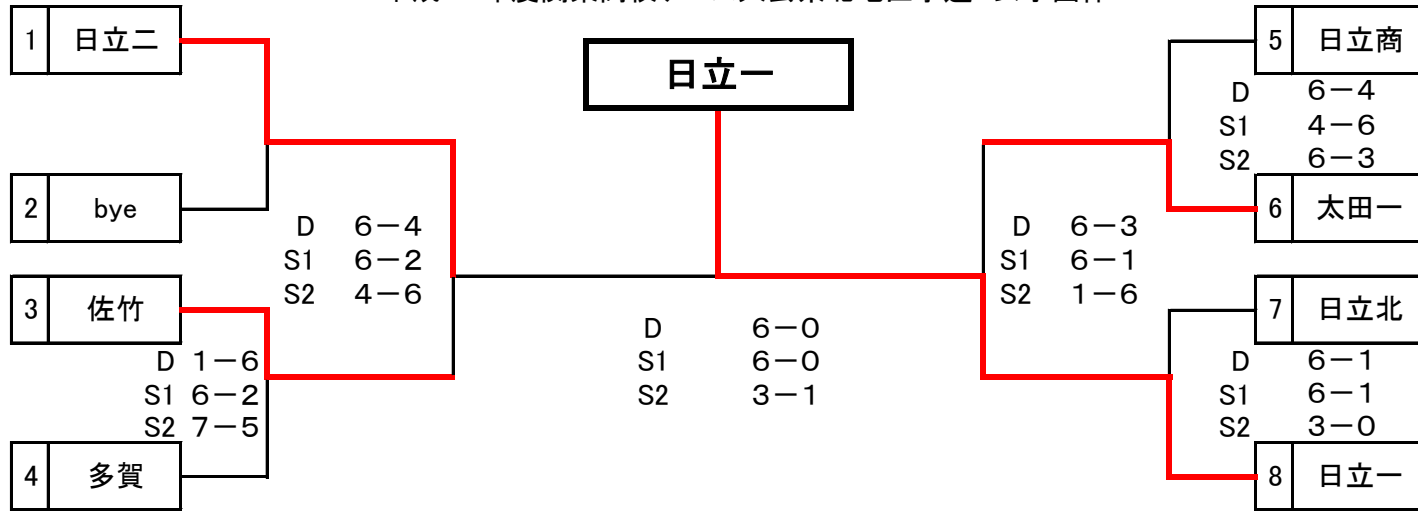 1 日立二
2 bye
D 6-4
S1 6-2
S2 4-6
3 佐竹
D 1-6
S1 6-2
S2 7-5
4 多賀
日立一
D 6-0
S1 6-0
S2 3-1
5 日立商
D 6-4
S1 4-6
S2 6-3
6 太田一
D 6-3
S1 6-1
S2 1-6
7 日立北
D 6-1
S1 6-1
S2 3-0
8 日立一